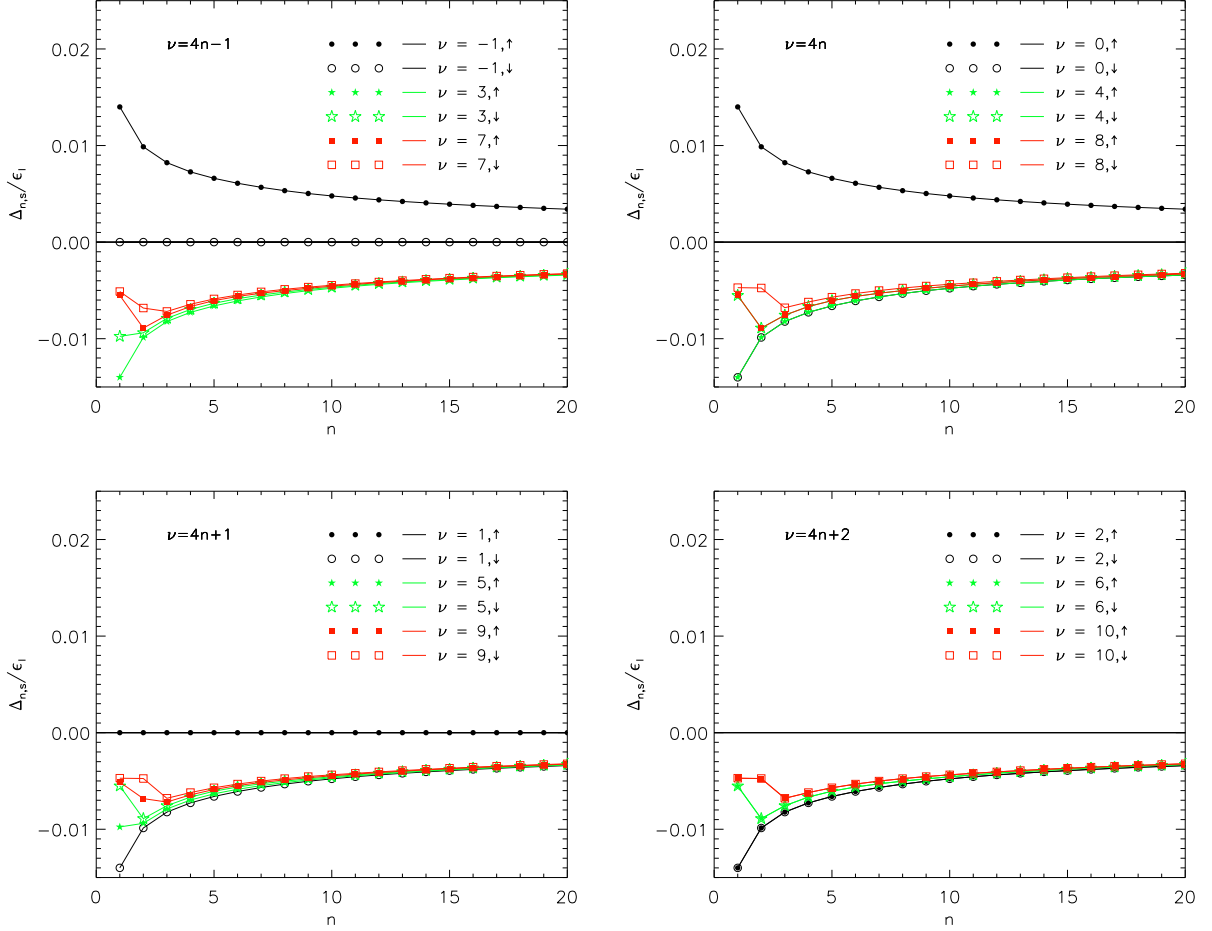 ν=4n−1
ν = −1,↑
ν = −1,↓
ν = 3,↑
ν = 3,↓
ν = 7,↑
ν = 7,↓
0.02
0.01
0.00
−0.01
Δn,s/ϵl
0 5 10 15 20
n
ν=4n
ν = 0,↑
ν = 0,↓
ν = 4,↑
ν = 4,↓
ν = 8,↑
ν = 8,↓
0.02
0.01
0.00
−0.01
Δn,s/ϵl
0 5 10 15 20
n
ν=4n+1
ν = 1,↑
ν = 1,↓
ν = 5,↑
ν = 5,↓
ν = 9,↑
ν = 9,↓
0.02
0.01
0.00
−0.01
Δn,s/ϵl
0 5 10 15 20
n
ν=4n+2
ν = 2,↑
ν = 2,↓
ν = 6,↑
ν = 6,↓
ν = 10,↑
ν = 10,↓
0.02
0.01
0.00
−0.01
Δn,s/ϵl
0 5 10 15 20
n